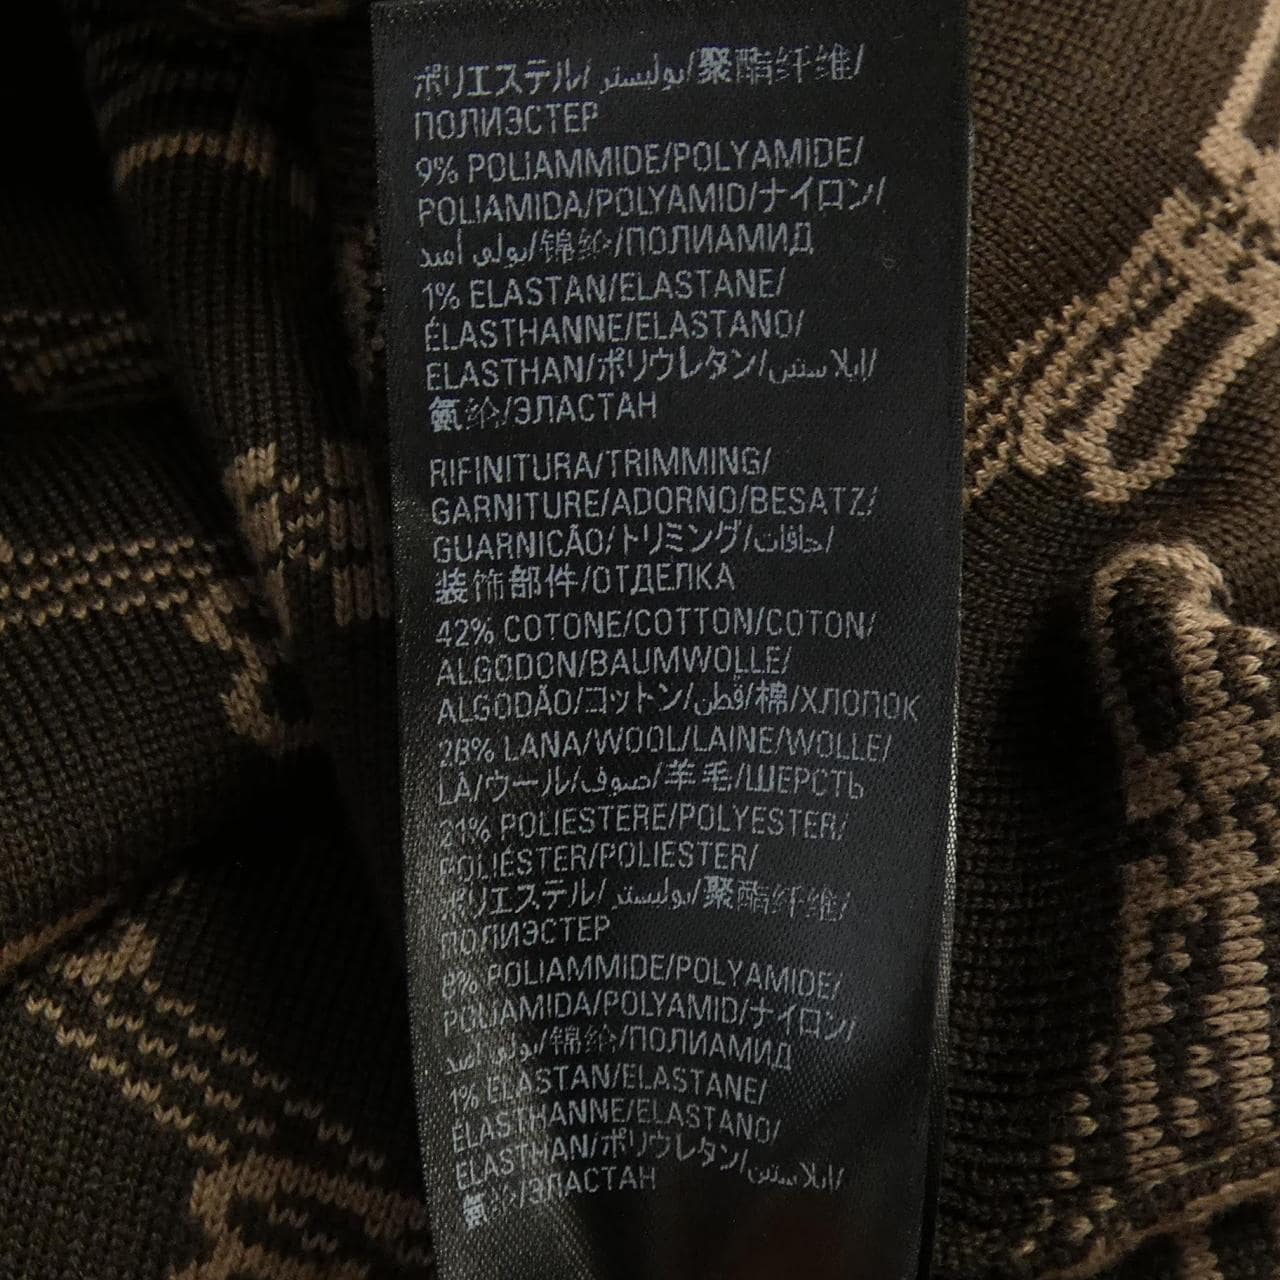 ポリエステル/بوليستر/聚酯纤维/
ПОЛИЭСТЕР
9% POLIAMMIDE/POLYAMIDE/
POLIAMIDA/POLYAMID/ナイロン/
بولي أميد/锦纶/ПОЛИАМИД
1% ELASTAN/ELASTANE/
ÉLASTHANNE/ELASTANO/
ELASTHAN/ポリウレタン/إيلاستين/
氨纶/ЭЛАСТАН
RIFINITURA/TRIMMING/
GARNITURE/ADORNO/BESATZ/
GUARNICÃO/トリミング/حافات/
装饰部件/ОТДЕЛКА
42% COTONE/COTTON/COTON/
ALGODON/BAUMWOLLE/
ALGODÃO/コットン/قطن/棉/ХЛОПОК
28% LANA/WOOL/LAINE/WOLLE/
LÃ/ウール/صوف/羊毛/ШЕРСТЬ
21% POLIESTERE/POLYESTER/
POLIÉSTER/POLIESTER/
ポリエステル/بوليستر/聚酯纤维/
ПОЛИЭСТЕР
8% POLIAMMIDE/POLYAMIDE/
POLIAMIDA/POLYAMID/ナイロン/
بولي أميد/锦纶/ПОЛИАМИД
1% ELASTAN/ELASTANE/
ÉLASTHANNE/ELASTANO/
ELASTHAN/ポリウレタン/إيلاستين/
氨纶/ЭЛАСТАН